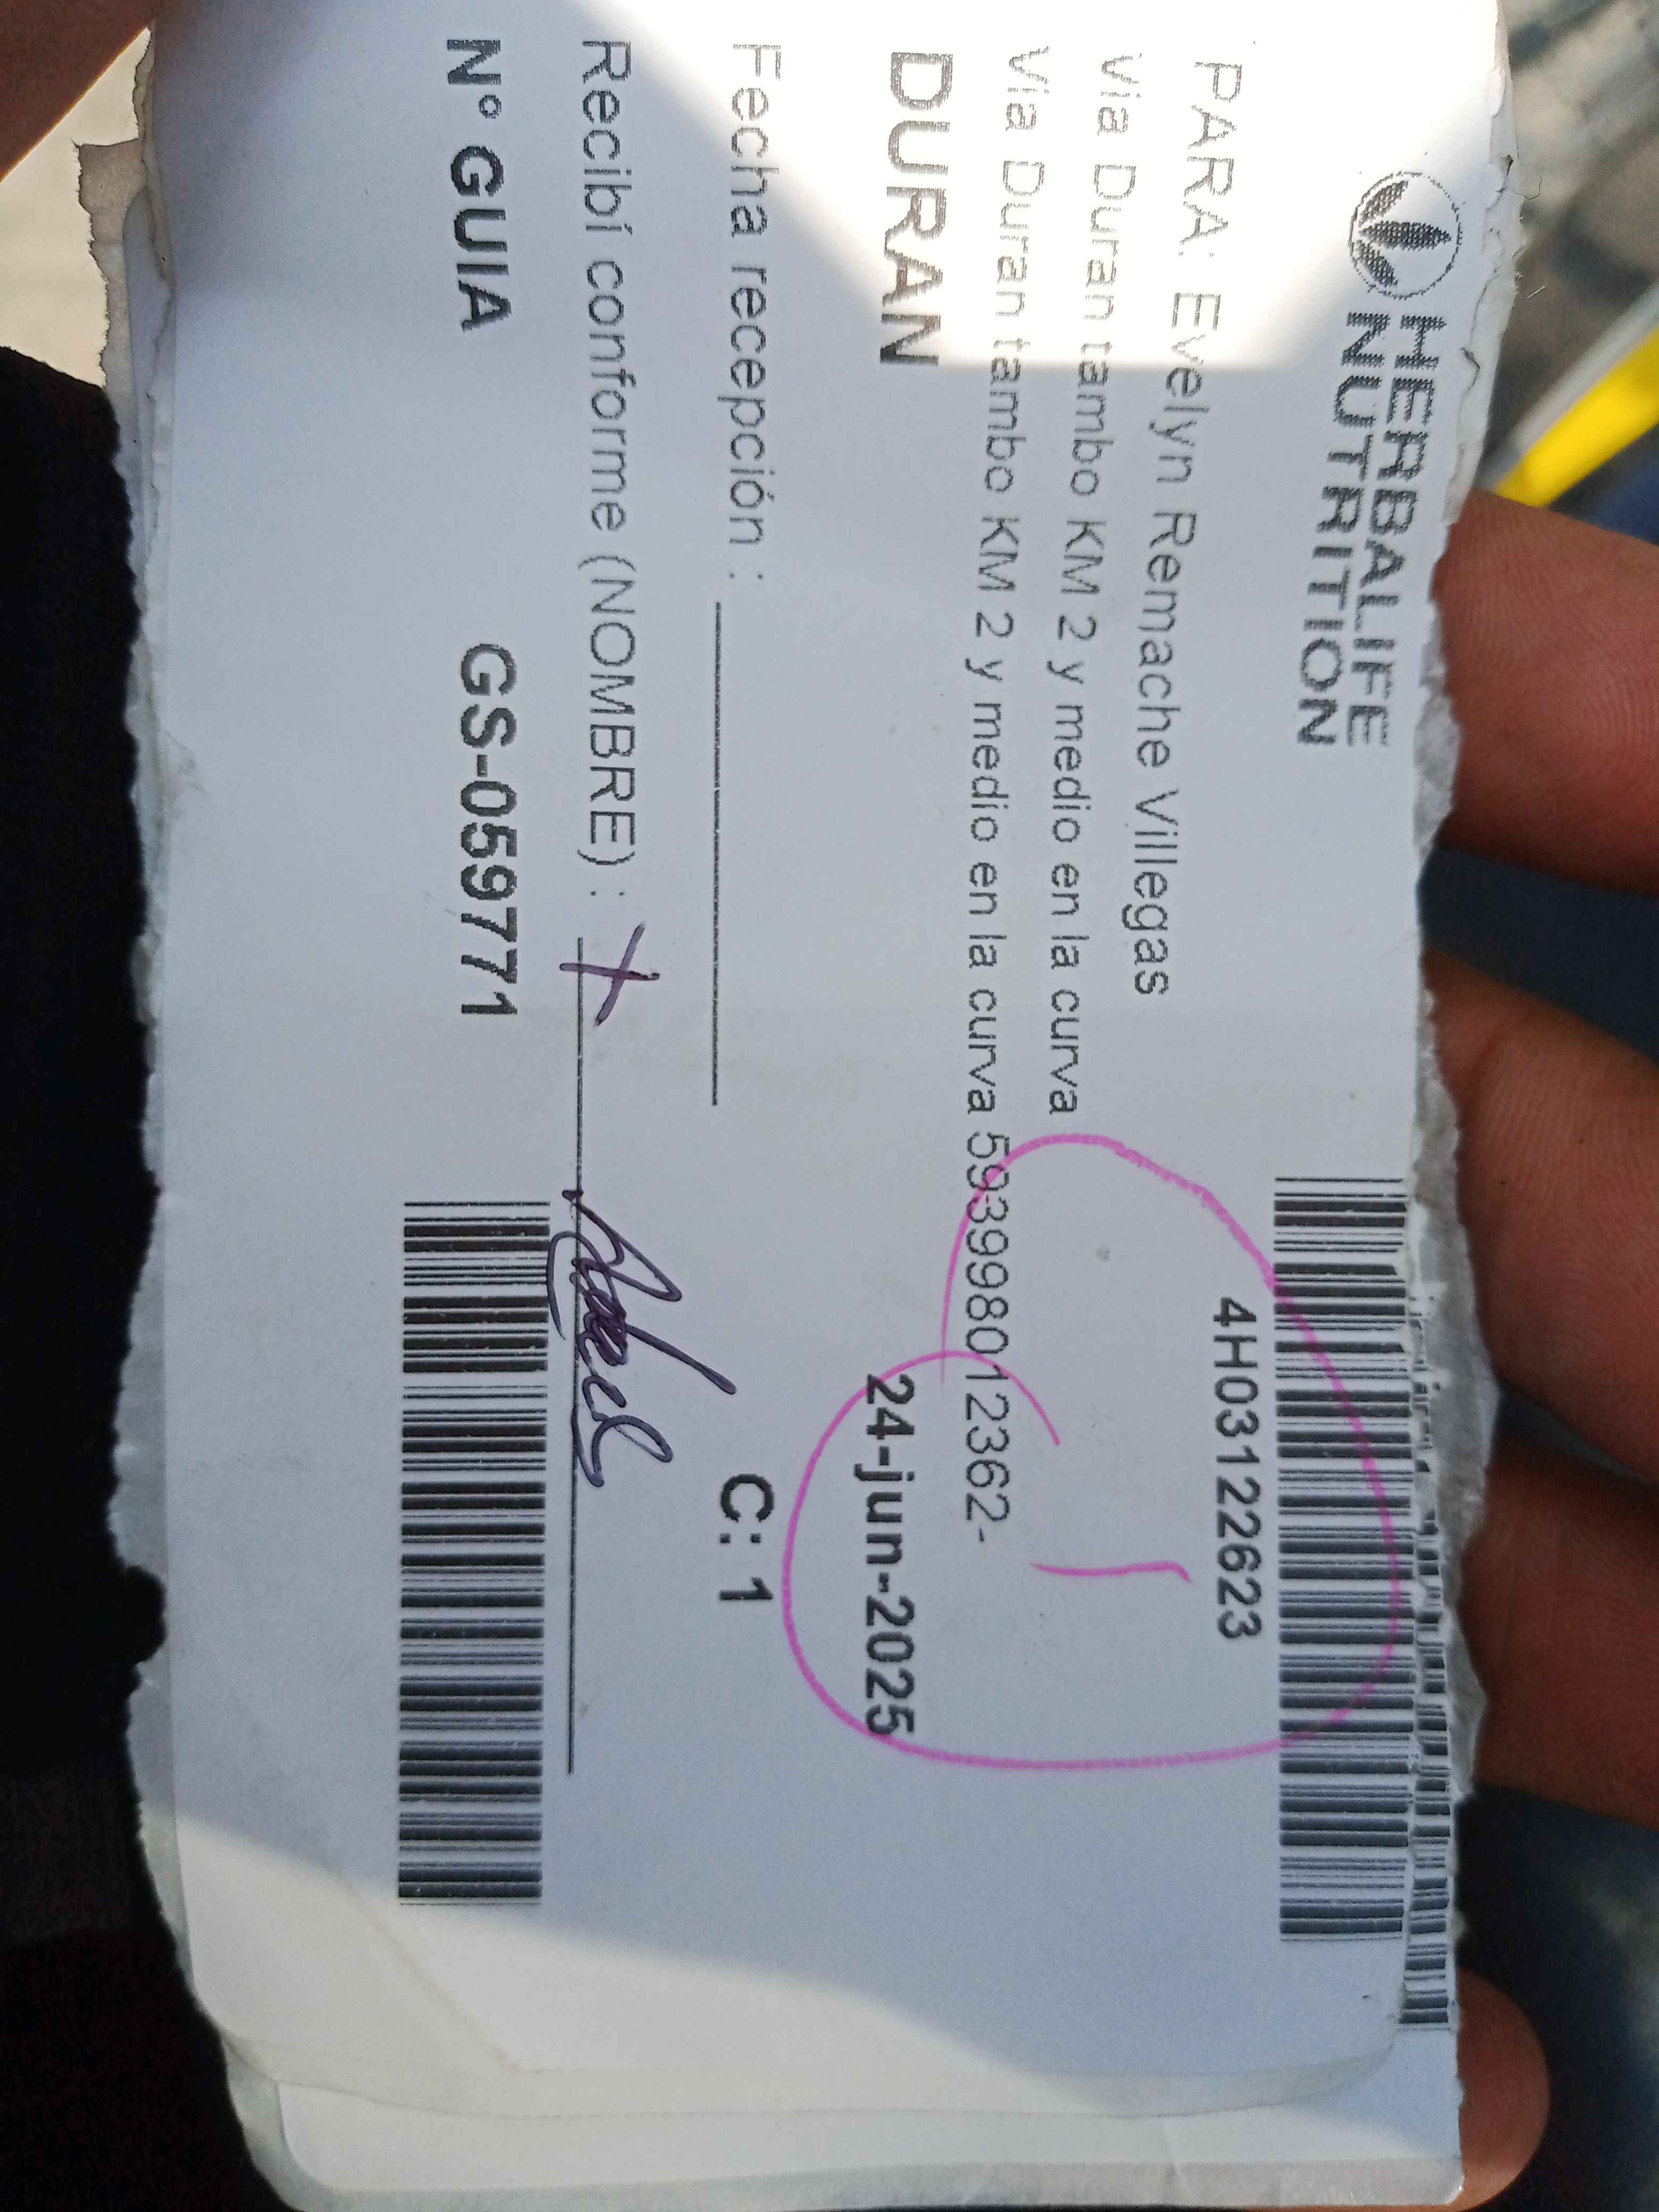 HERBALIFE
NUTRITION
4H03122623
PARA: Evelyn Remache Villegas
Via Duran tambo KM 2 y medio en la curva
Via Duran tambo KM 2 y medio en la curva 593998012362-
DURAN
24-jun-2025
Fecha recepción :
C: 1
Recibí conforme (NOMBRE) :
N° GUIA GS-059771